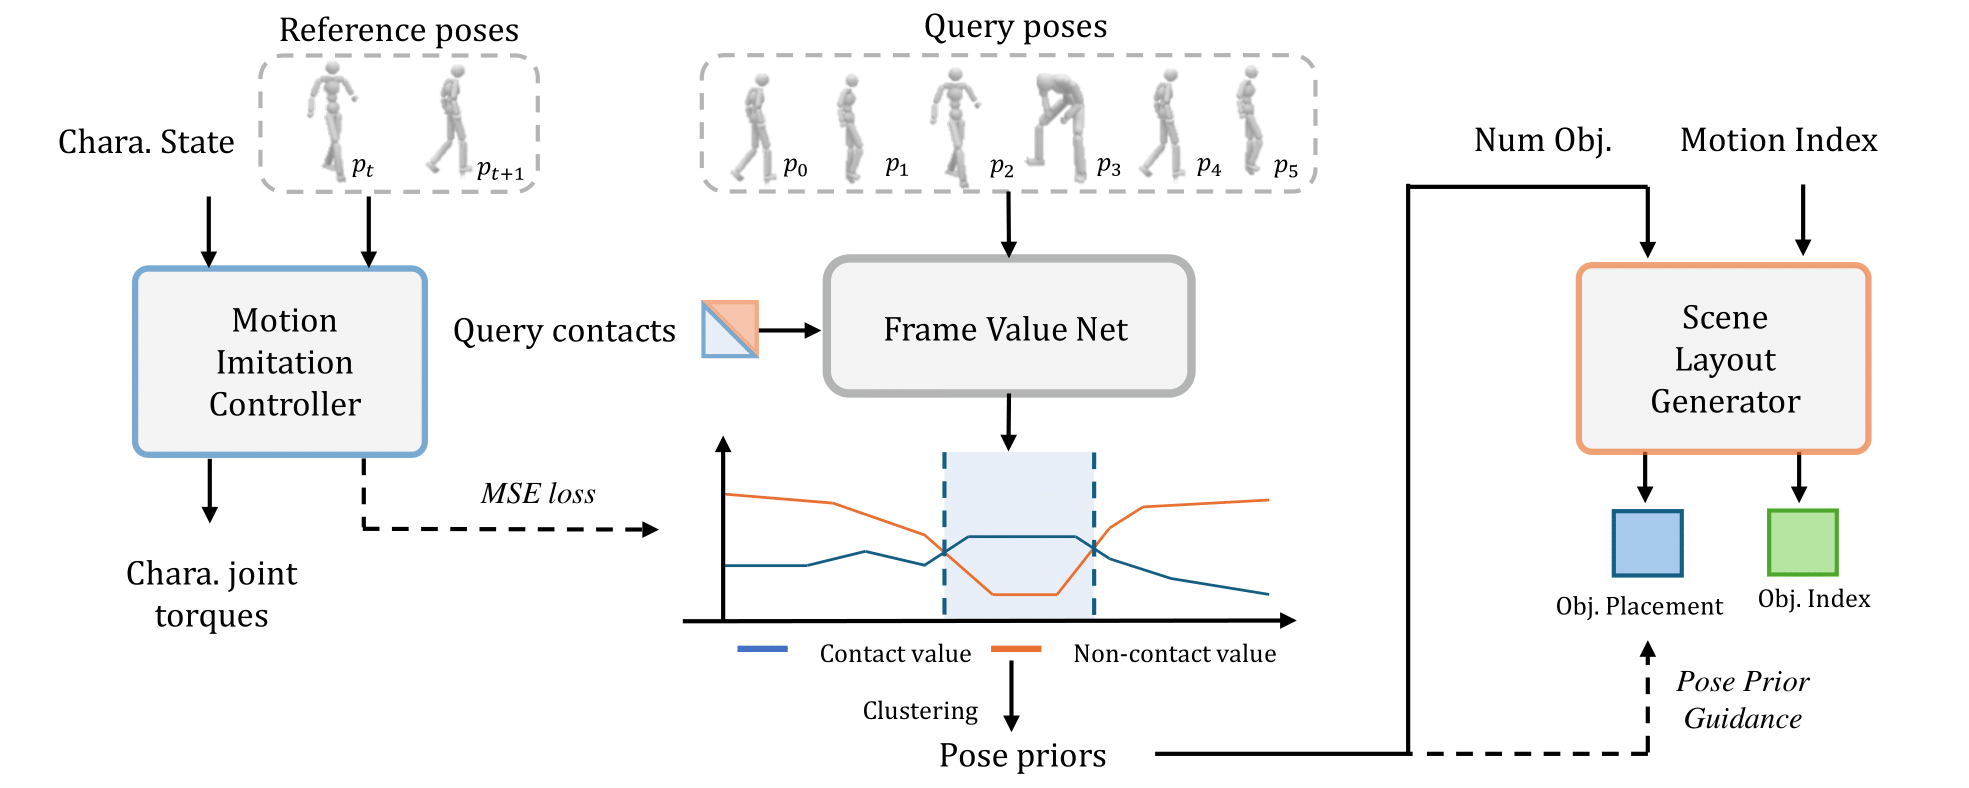 Reference poses
Query poses
Chara. State
p_t
p_{t+1}
p_0
p_1
p_2
p_3
p_4
p_5
Num Obj.
Motion Index
Motion
Imitation
Controller
Query contacts
Frame Value Net
Scene
Layout
Generator
MSE loss
Chara. joint
torques
Obj. Placement
Obj. Index
Contact value
Non-contact value
Clustering
Pose priors
Pose Prior
Guidance